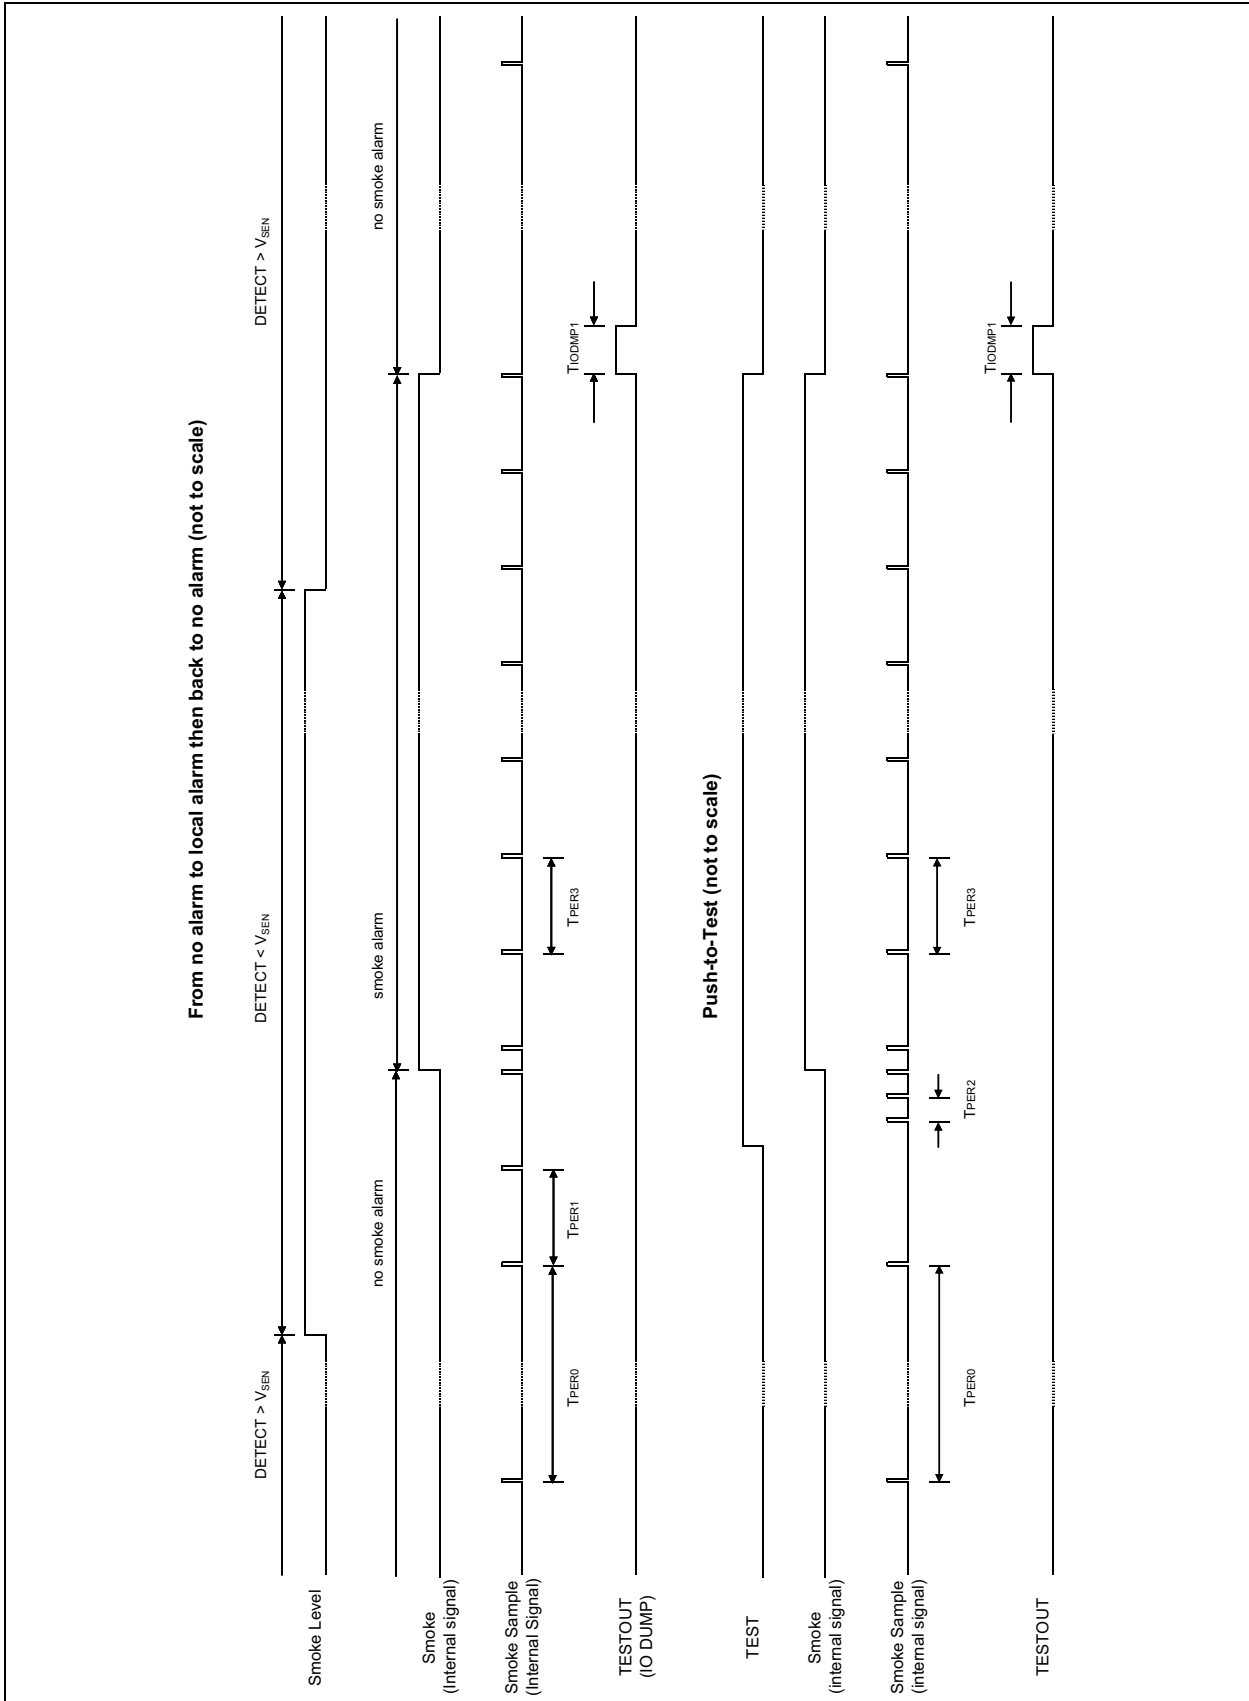 From no alarm to local alarm then back to no alarm (not to scale)
DETECT > VSEN
DETECT < VSEN
DETECT > VSEN
Smoke Level
no smoke alarm
smoke alarm
no smoke alarm
Smoke
(Internal signal)
Smoke Sample
(Internal Signal)
TPER0
TPER1
TPER3
TIODMP1
TESTOUT
(IO DUMP)
Push-to-Test (not to scale)
TEST
Smoke
(internal signal)
Smoke Sample
(internal signal)
TPER0
TPER2
TPER3
TIODMP1
TESTOUT